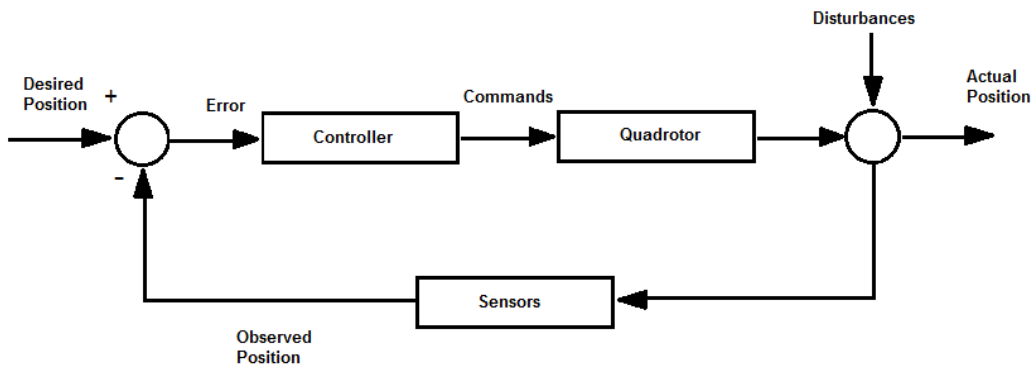 Disturbances
Desired
Position
+
Error
Commands
Actual
Position
Controller
Quadrotor
-
Sensors
Observed
Position